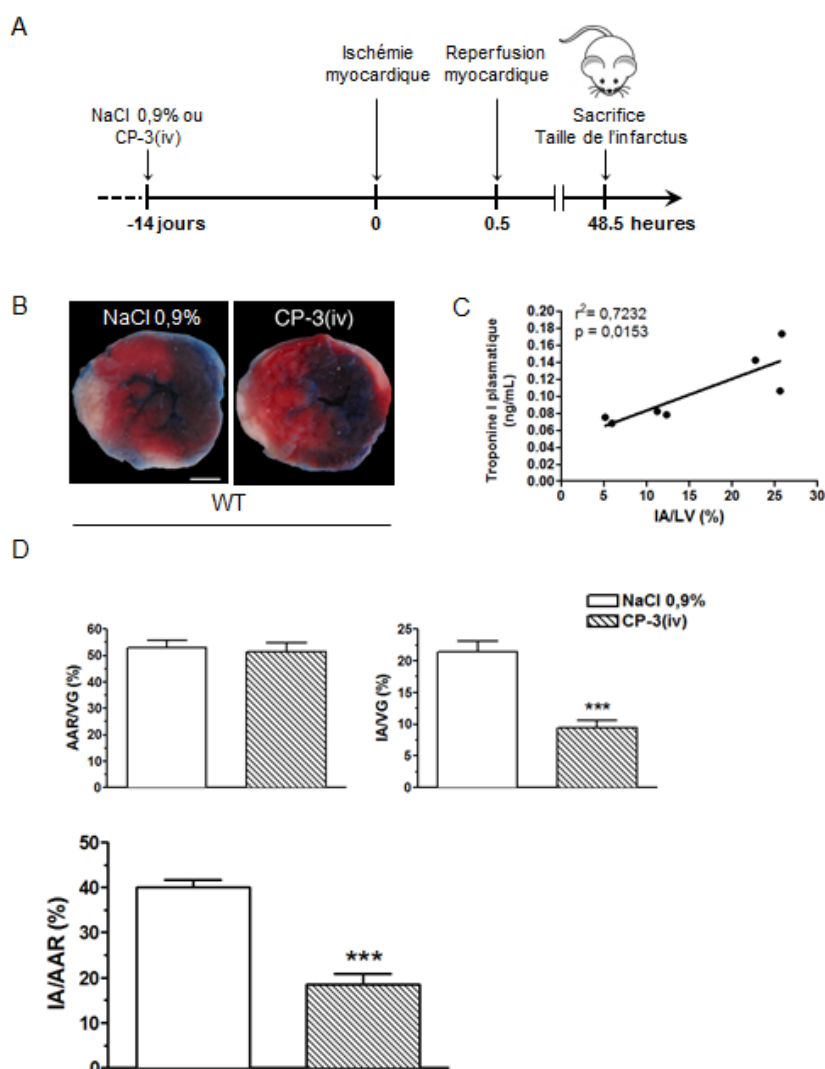 A
Ischémie
myocardique
Reperfusion
myocardique
NaCl 0,9% ou
CP-3(iv)
Sacrifice
Taille de l'infarctus
-14 jours
0
0.5
48.5 heures
B
NaCl 0,9%
CP-3(iv)
WT
C
r²= 0,7232
p = 0,0153
Troponine I plasmatique
(ng/mL)
0.20
0.18
0.16
0.14
0.12
0.10
0.08
0.06
0.04
0.02
0.00
0 5 10 15 20 25 30
IA/LV (%)
D
NaCl 0,9%
CP-3(iv)
AAR/VG (%)
60
50
40
30
20
10
0
IA/VG (%)
25
20
15
10
5
0
***
IA/AAR (%)
50
40
30
20
10
0
***